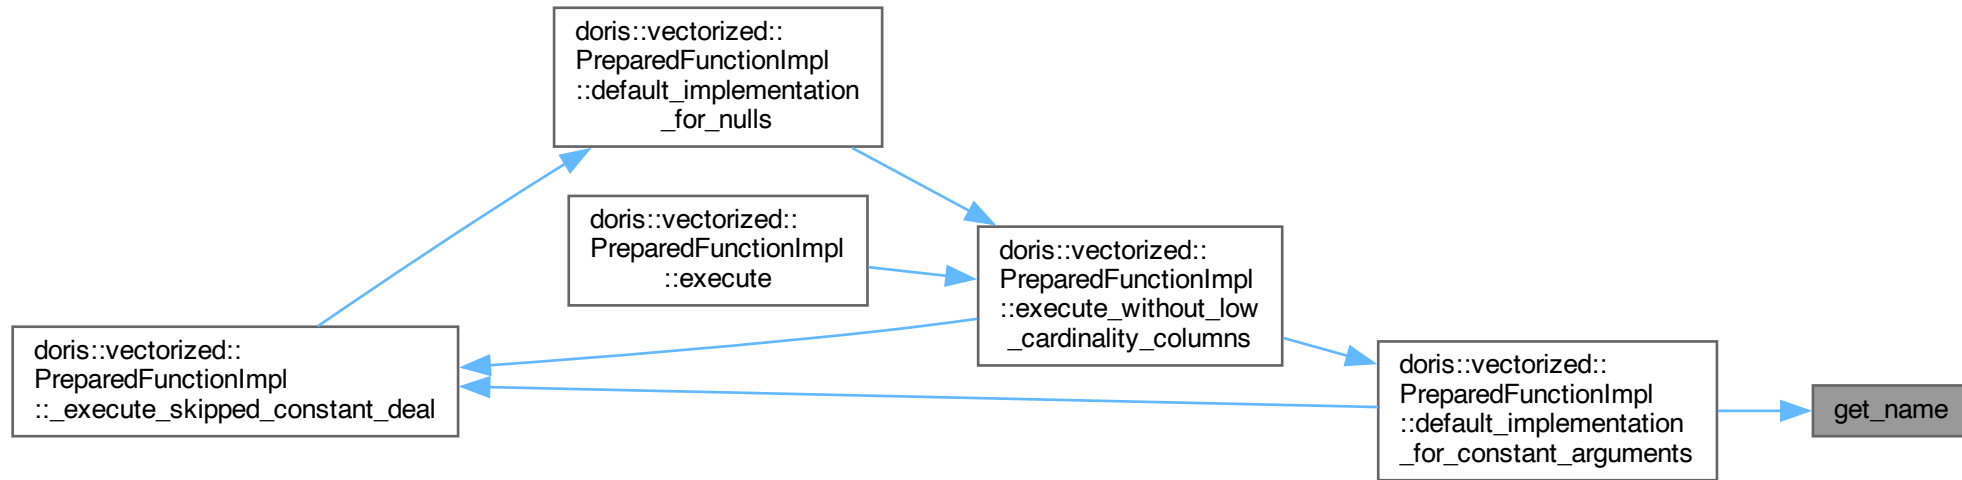 doris::vectorized::
PreparedFunctionImpl
::default_implementation
_for_nulls
doris::vectorized::
PreparedFunctionImpl
::execute
doris::vectorized::
PreparedFunctionImpl
::execute_without_low
_cardinality_columns
doris::vectorized::
PreparedFunctionImpl
::_execute_skipped_constant_deal
doris::vectorized::
PreparedFunctionImpl
::default_implementation
_for_constant_arguments
get_name